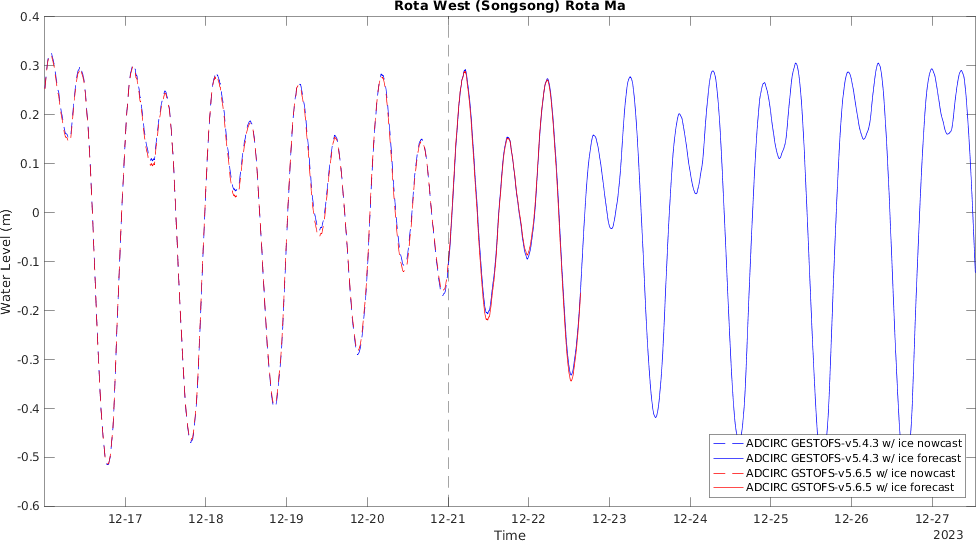 Rota West (Songsong) Rota Ma
0.4
0.3
0.2
0.1
0
-0.1
-0.2
-0.3
-0.4
-0.5
-0.6
Water Level (m)
ADCIRC GESTOFS-v5.4.3 w/ ice nowcast
ADCIRC GESTOFS-v5.4.3 w/ ice forecast
ADCIRC GSTOFS-v5.6.5 w/ ice nowcast
ADCIRC GSTOFS-v5.6.5 w/ ice forecast
12-17 12-18 12-19 12-20 12-21 12-22 12-23 12-24 12-25 12-26 12-27
Time
2023